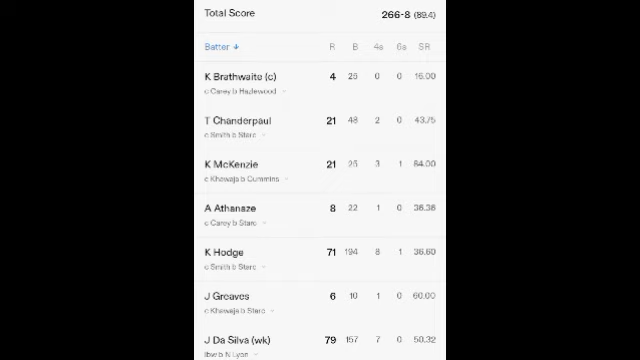 Total Score 266-8 (89.4)
Batter ↓ R B 4s 6s SR
K Brathwaite (c) 4 25 0 0 16.00
c Carey b Hazlewood
T Chanderpaul 21 48 2 0 43.75
c Smith b Starc
K McKenzie 21 25 3 1 84.00
c Khawaja b Cummins
A Athanaze 8 22 1 0 36.36
c Carey b Starc
K Hodge 71 194 8 1 36.60
c Smith b Starc
J Greaves 6 10 1 0 60.00
c Khawaja b Starc
J Da Silva (wk) 79 157 7 0 50.32
lbw b N Lyon